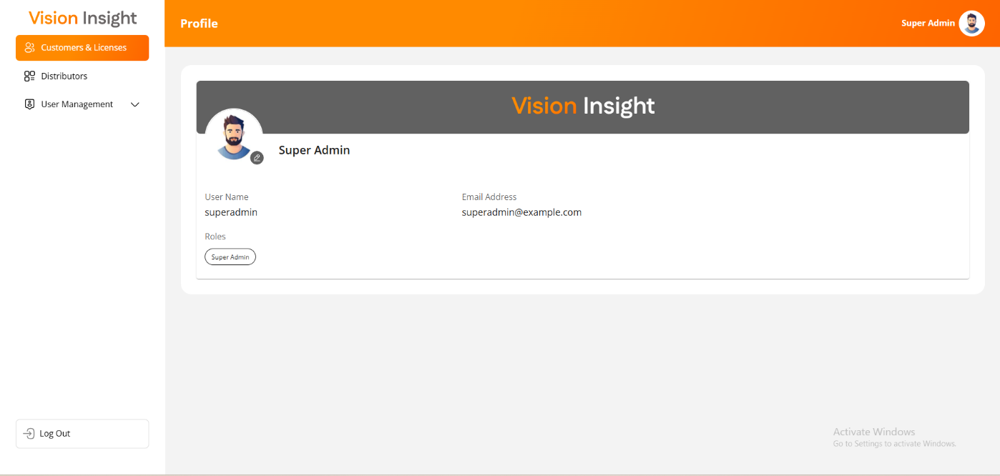 Vision Insight
Customers & Licenses
Distributors
User Management
Log Out
Profile
Super Admin
Vision Insight
Super Admin
User Name
superadmin
Email Address
superadmin@example.com
Roles
Super Admin
Activate Windows
Go to Settings to activate Windows.